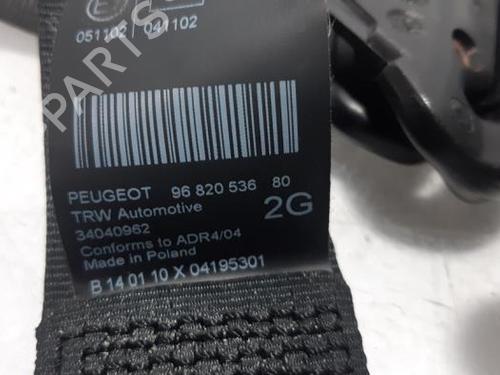 E
051102 / 041102
PEUGEOT 96 820 536 80
TRW Automotive 2G
34040962
Conforms to ADR4/04
Made in Poland
B 14 01 10 X 04195301